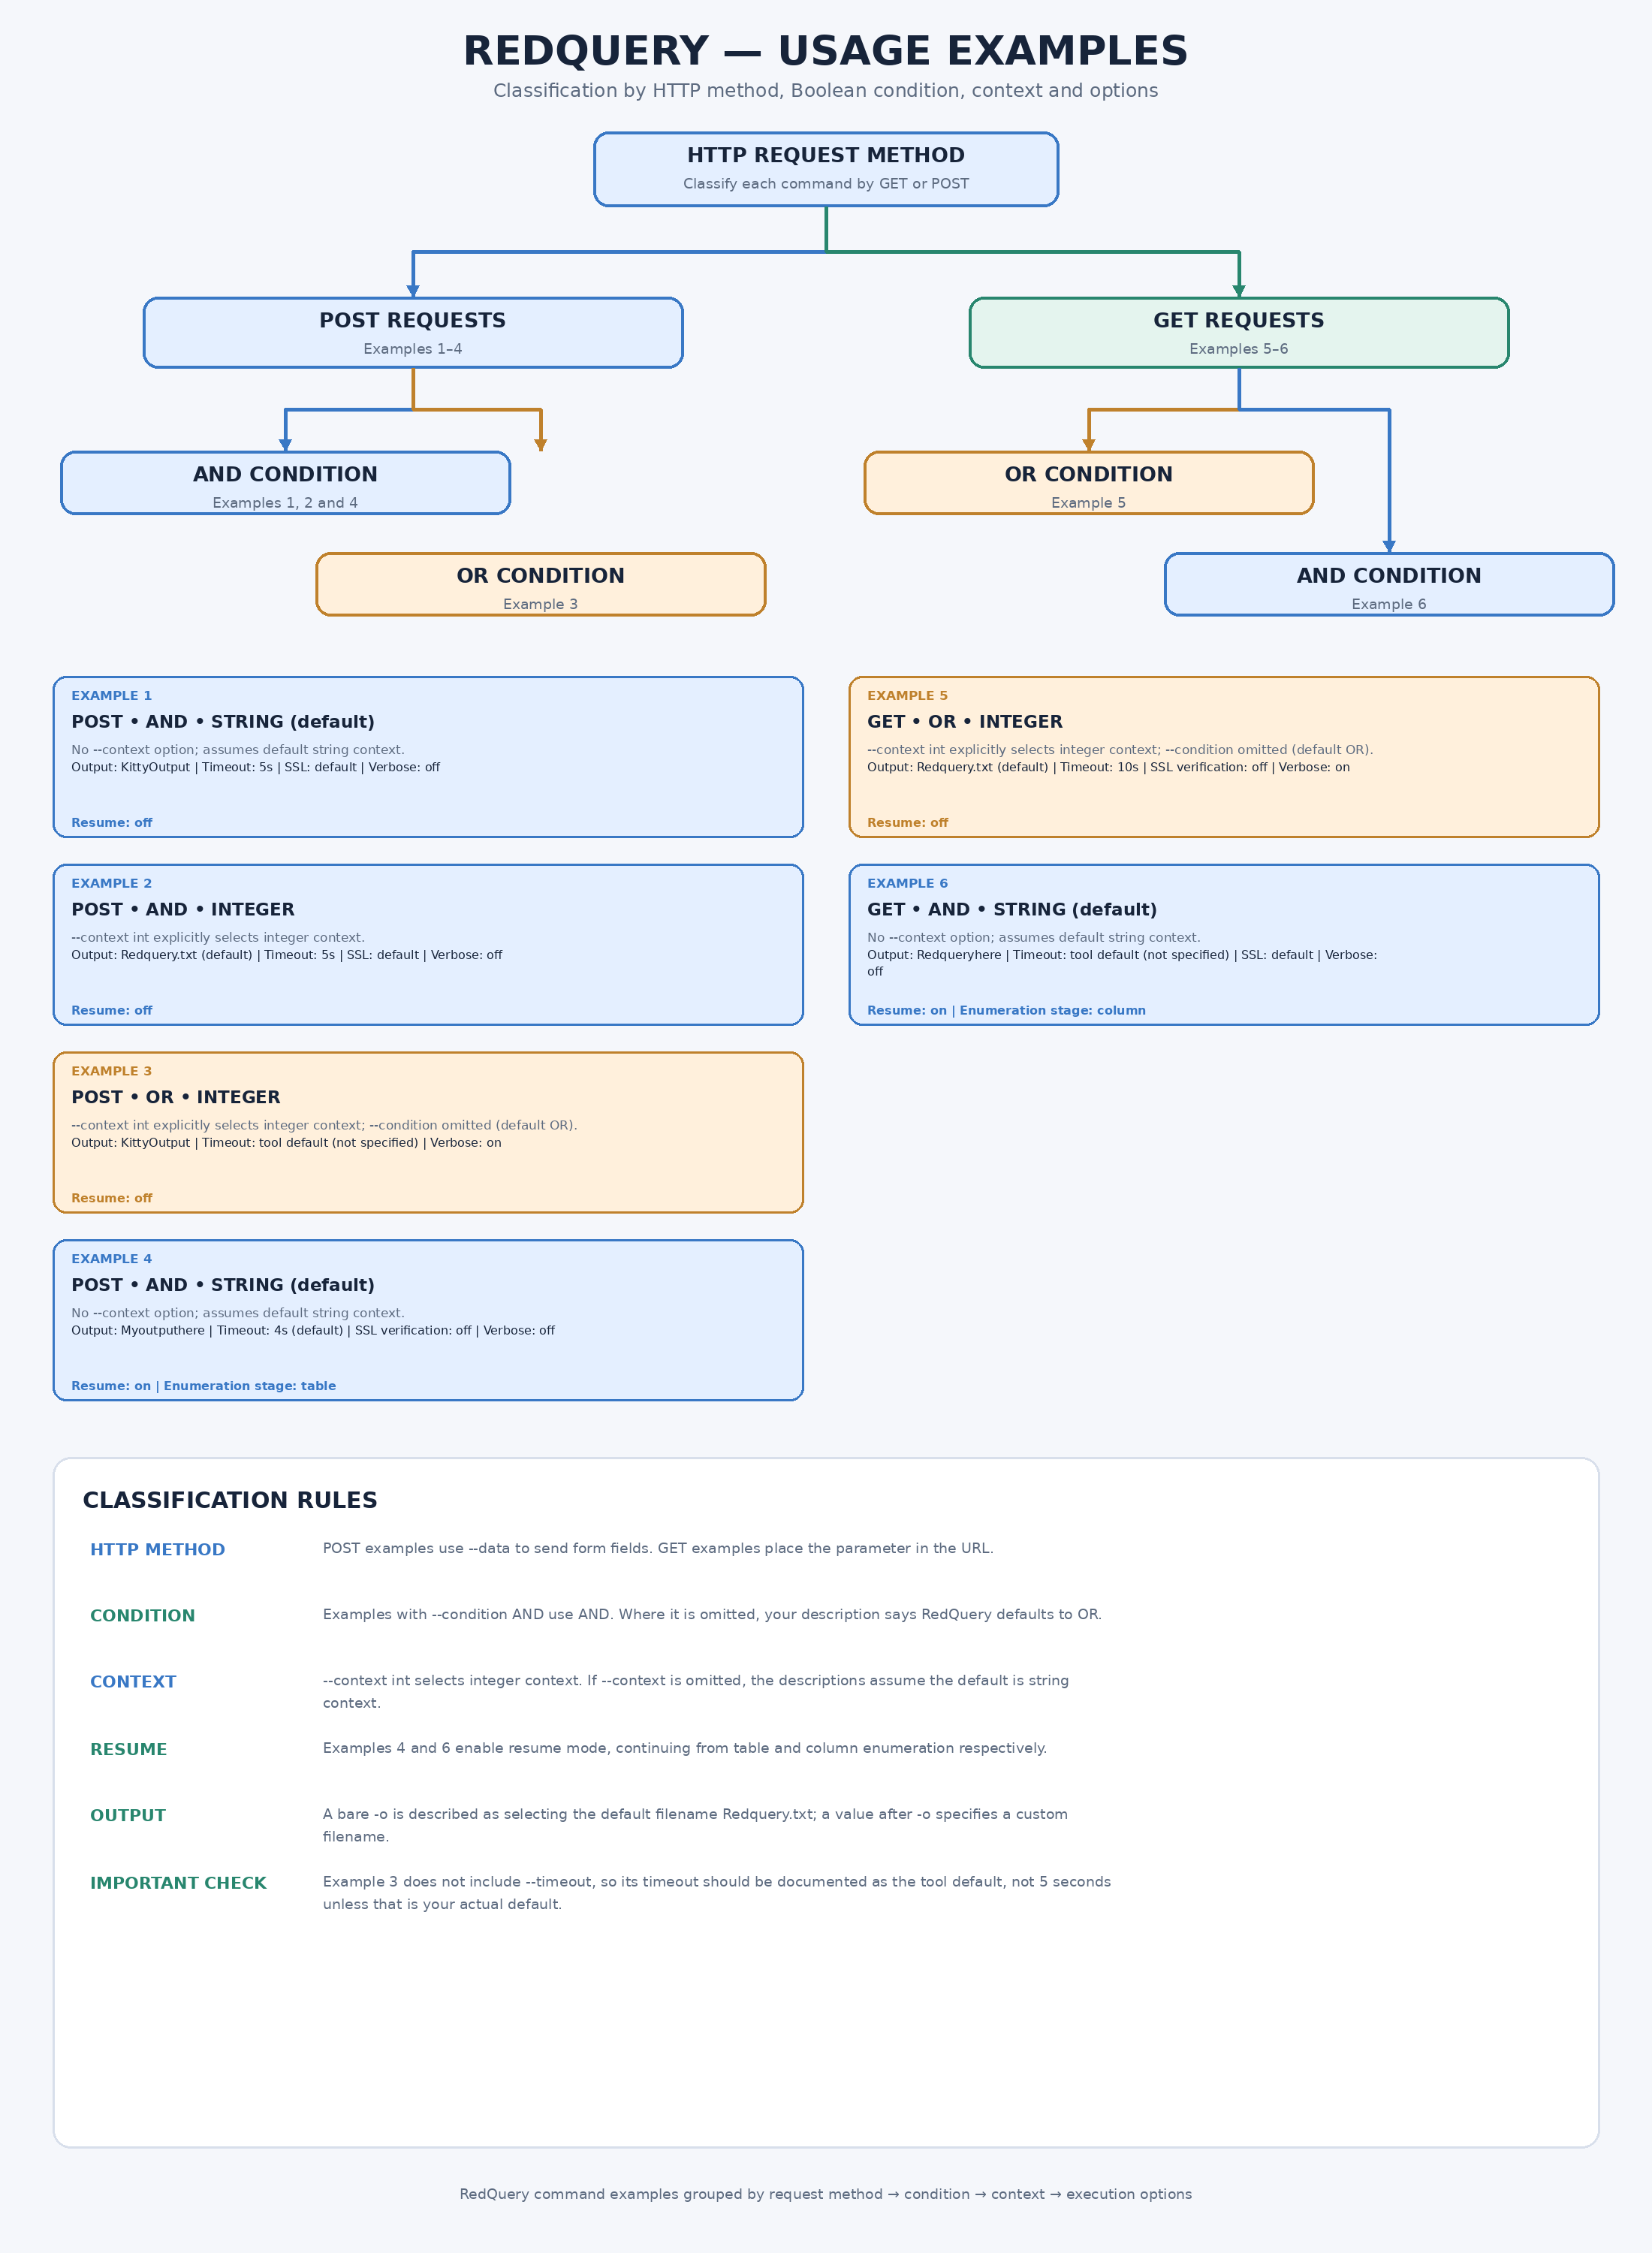 REDQUERY — USAGE EXAMPLES
Classification by HTTP method, Boolean condition, context and options
HTTP REQUEST METHOD
Classify each command by GET or POST
POST REQUESTS
Examples 1–4
GET REQUESTS
Examples 5–6
AND CONDITION
Examples 1, 2 and 4
OR CONDITION
Example 5
OR CONDITION
Example 3
AND CONDITION
Example 6
EXAMPLE 1
POST • AND • STRING (default)
No --context option; assumes default string context.
Output: KittyOutput | Timeout: 5s | SSL: default | Verbose: off
Resume: off
EXAMPLE 5
GET • OR • INTEGER
--context int explicitly selects integer context; --condition omitted (default OR).
Output: Redquery.txt (default) | Timeout: 10s | SSL verification: off | Verbose: on
Resume: off
EXAMPLE 2
POST • AND • INTEGER
--context int explicitly selects integer context.
Output: Redquery.txt (default) | Timeout: 5s | SSL: default | Verbose: off
Resume: off
EXAMPLE 6
GET • AND • STRING (default)
No --context option; assumes default string context.
Output: Redqueryhere | Timeout: tool default (not specified) | SSL: default | Verbose:
off
Resume: on | Enumeration stage: column
EXAMPLE 3
POST • OR • INTEGER
--context int explicitly selects integer context; --condition omitted (default OR).
Output: KittyOutput | Timeout: tool default (not specified) | Verbose: on
Resume: off
EXAMPLE 4
POST • AND • STRING (default)
No --context option; assumes default string context.
Output: Myoutputhere | Timeout: 4s (default) | SSL verification: off | Verbose: off
Resume: on | Enumeration stage: table
CLASSIFICATION RULES
HTTP METHOD
POST examples use --data to send form fields. GET examples place the parameter in the URL.
CONDITION
Examples with --condition AND use AND. Where it is omitted, your description says RedQuery defaults to OR.
CONTEXT
--context int selects integer context. If --context is omitted, the descriptions assume the default is string
context.
RESUME
Examples 4 and 6 enable resume mode, continuing from table and column enumeration respectively.
OUTPUT
A bare -o is described as selecting the default filename Redquery.txt; a value after -o specifies a custom
filename.
IMPORTANT CHECK
Example 3 does not include --timeout, so its timeout should be documented as the tool default, not 5 seconds
unless that is your actual default.
RedQuery command examples grouped by request method → condition → context → execution options